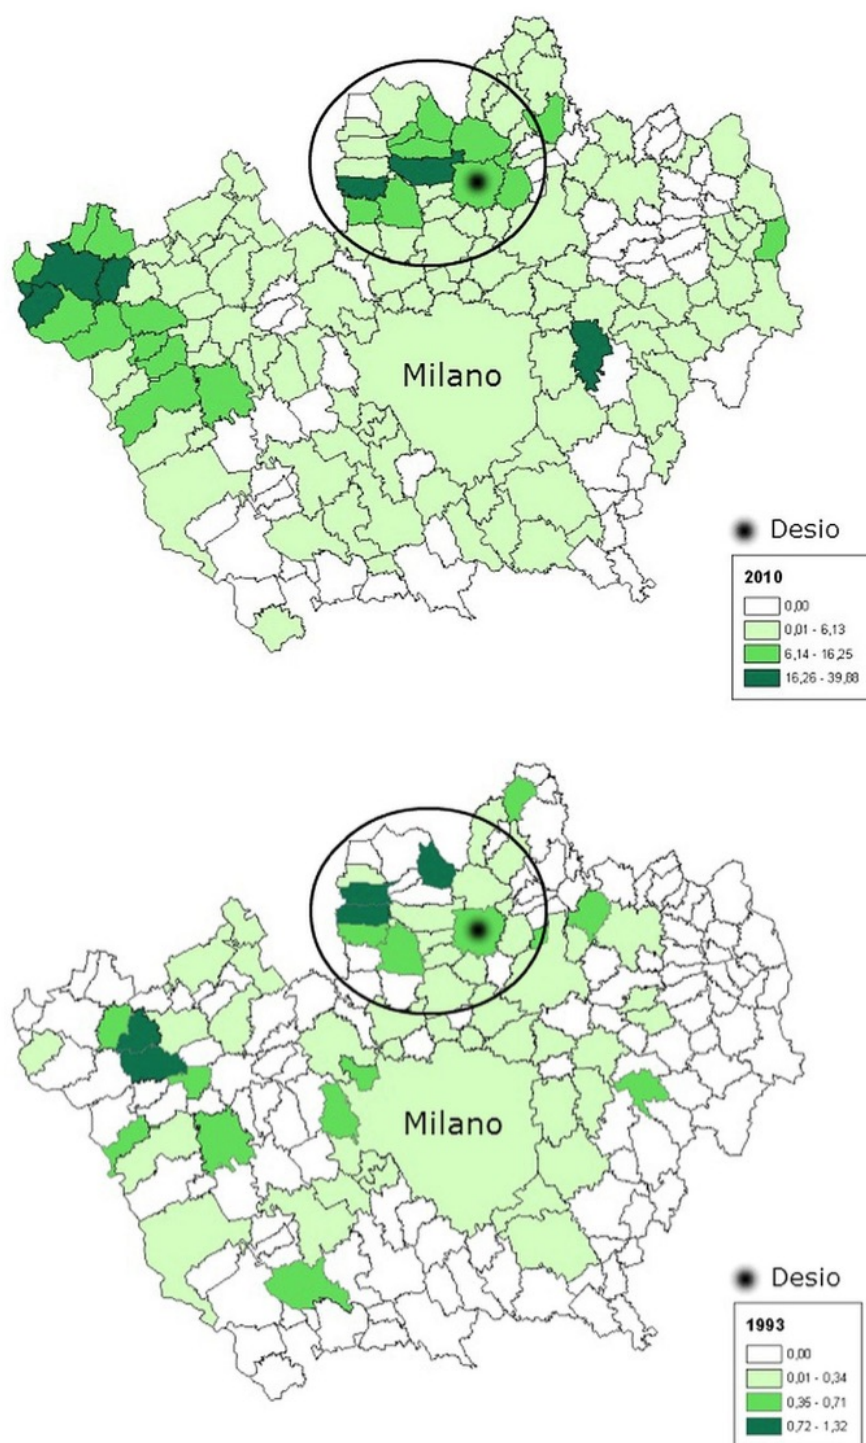 Milano
Desio
2010
0,00
0,01 - 6,13
6,14 - 16,25
16,26 - 39,88
Milano
Desio
1993
0,00
0,01 - 0,34
0,35 - 0,71
0,72 - 1,32